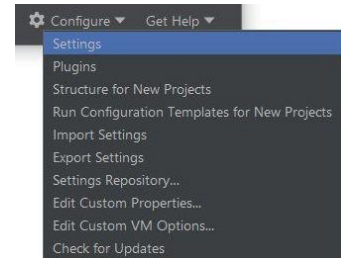 Configure Get Help
Settings
Plugins
Structure for New Projects
Run Configuration Templates for New Projects
Import Settings
Export Settings
Settings Repository...
Edit Custom Properties...
Edit Custom VM Options...
Check for Updates